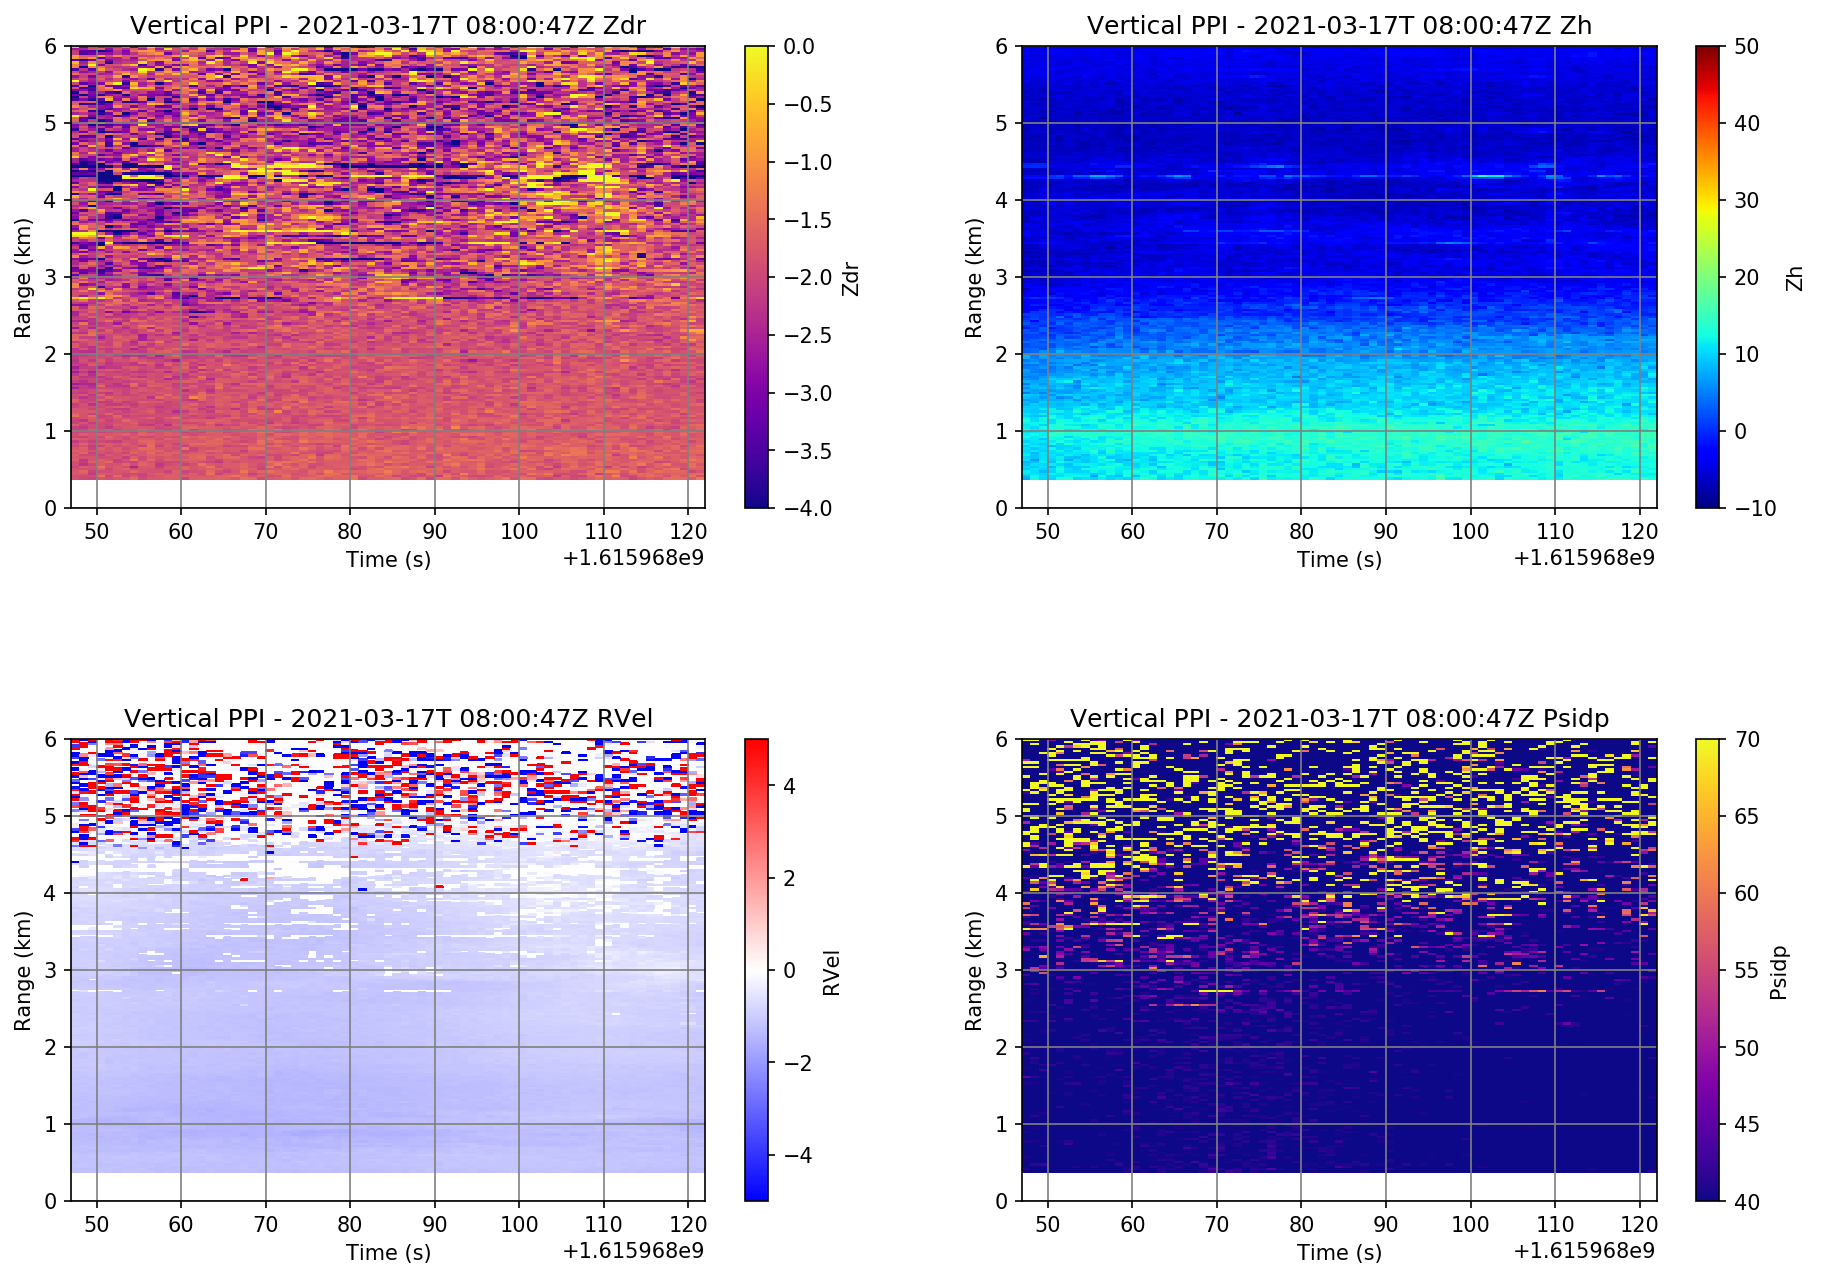 Vertical PPI - 2021-03-17T 08:00:47Z Zdr
6
5
4
3
2
1
0
Range (km)
50 60 70 80 90 100 110 120
Time (s)
+1.615968e9
0.0
−0.5
−1.0
−1.5
−2.0
−2.5
−3.0
−3.5
−4.0
Zdr
Vertical PPI - 2021-03-17T 08:00:47Z Zh
6
5
4
3
2
1
0
Range (km)
50 60 70 80 90 100 110 120
Time (s)
+1.615968e9
50
40
30
20
10
0
−10
Zh
Vertical PPI - 2021-03-17T 08:00:47Z RVel
6
5
4
3
2
1
0
Range (km)
50 60 70 80 90 100 110 120
Time (s)
+1.615968e9
4
2
0
−2
−4
RVel
Vertical PPI - 2021-03-17T 08:00:47Z Psidp
6
5
4
3
2
1
0
Range (km)
50 60 70 80 90 100 110 120
Time (s)
+1.615968e9
70
65
60
55
50
45
40
Psidp